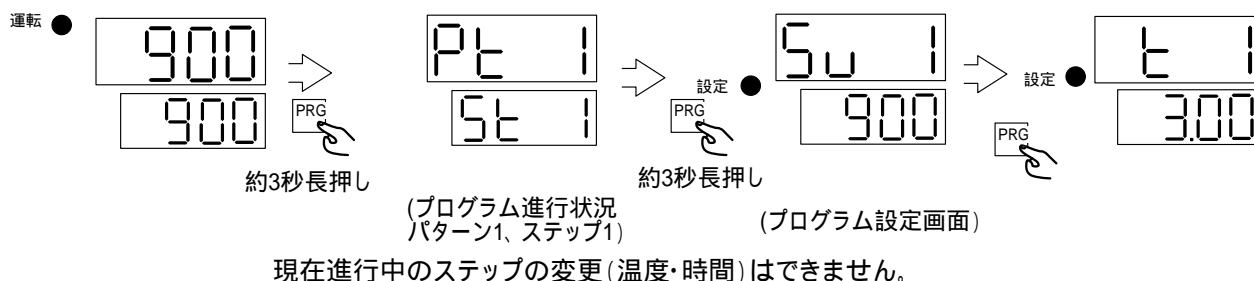 運転
900
900
PRG
約3秒長押し
Pt 1
St 1
(プログラム進行状況
パターン1、ステップ1)
設定
PRG
約3秒長押し
Su 1
900
(プログラム設定画面)
PRG
設定
t 1
3.00
現在進行中のステップの変更(温度・時間)はできません。